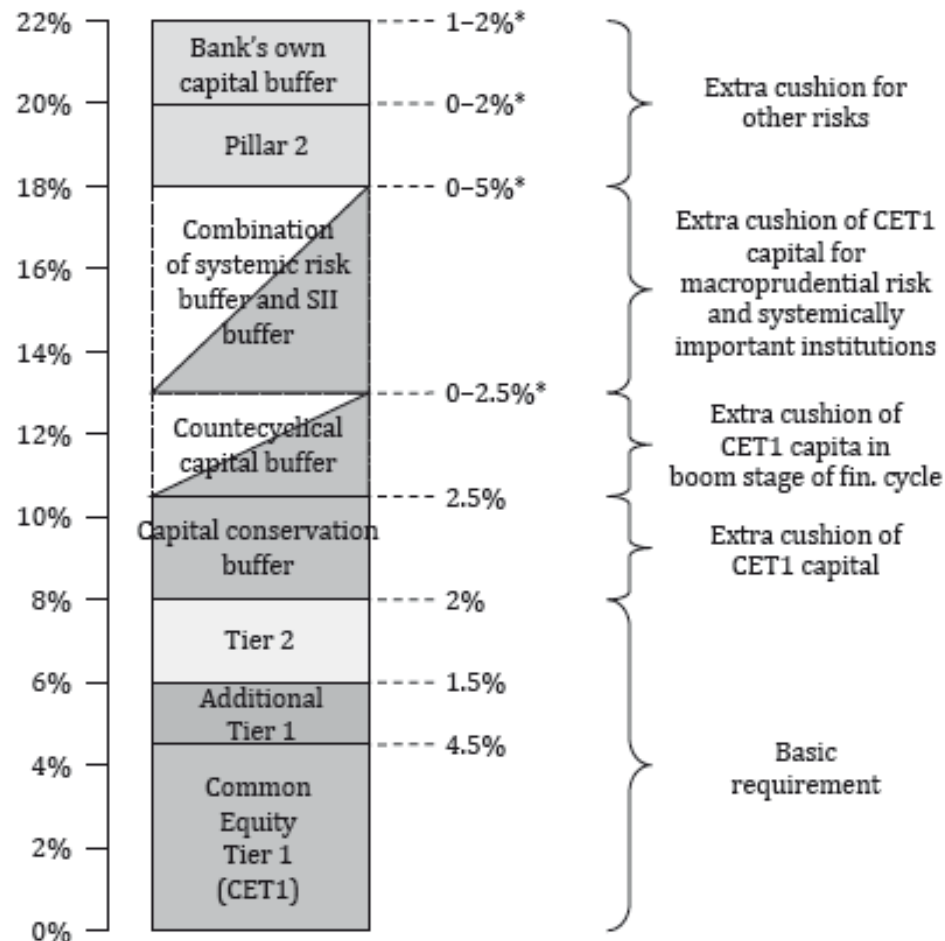 22%
20%
18%
16%
14%
12%
10%
8%
6%
4%
2%
0%
Bank's own
capital buffer
Pillar 2
Combination
of systemic risk
buffer and SII
buffer
Countecyclical
capital buffer
Capital conservation
buffer
Tier 2
Additional
Tier 1
Common
Equity
Tier 1
(CET1)
1–2%*
0–2%*
0–5%*
0–2.5%*
2.5%
2%
1.5%
4.5%
Extra cushion for
other risks
Extra cushion of CET1
capital for
macroprudential risk
and systemically
important institutions
Extra cushion of
CET1 capita in
boom stage of fin. cycle
Extra cushion of
CET1 capital
Basic
requirement